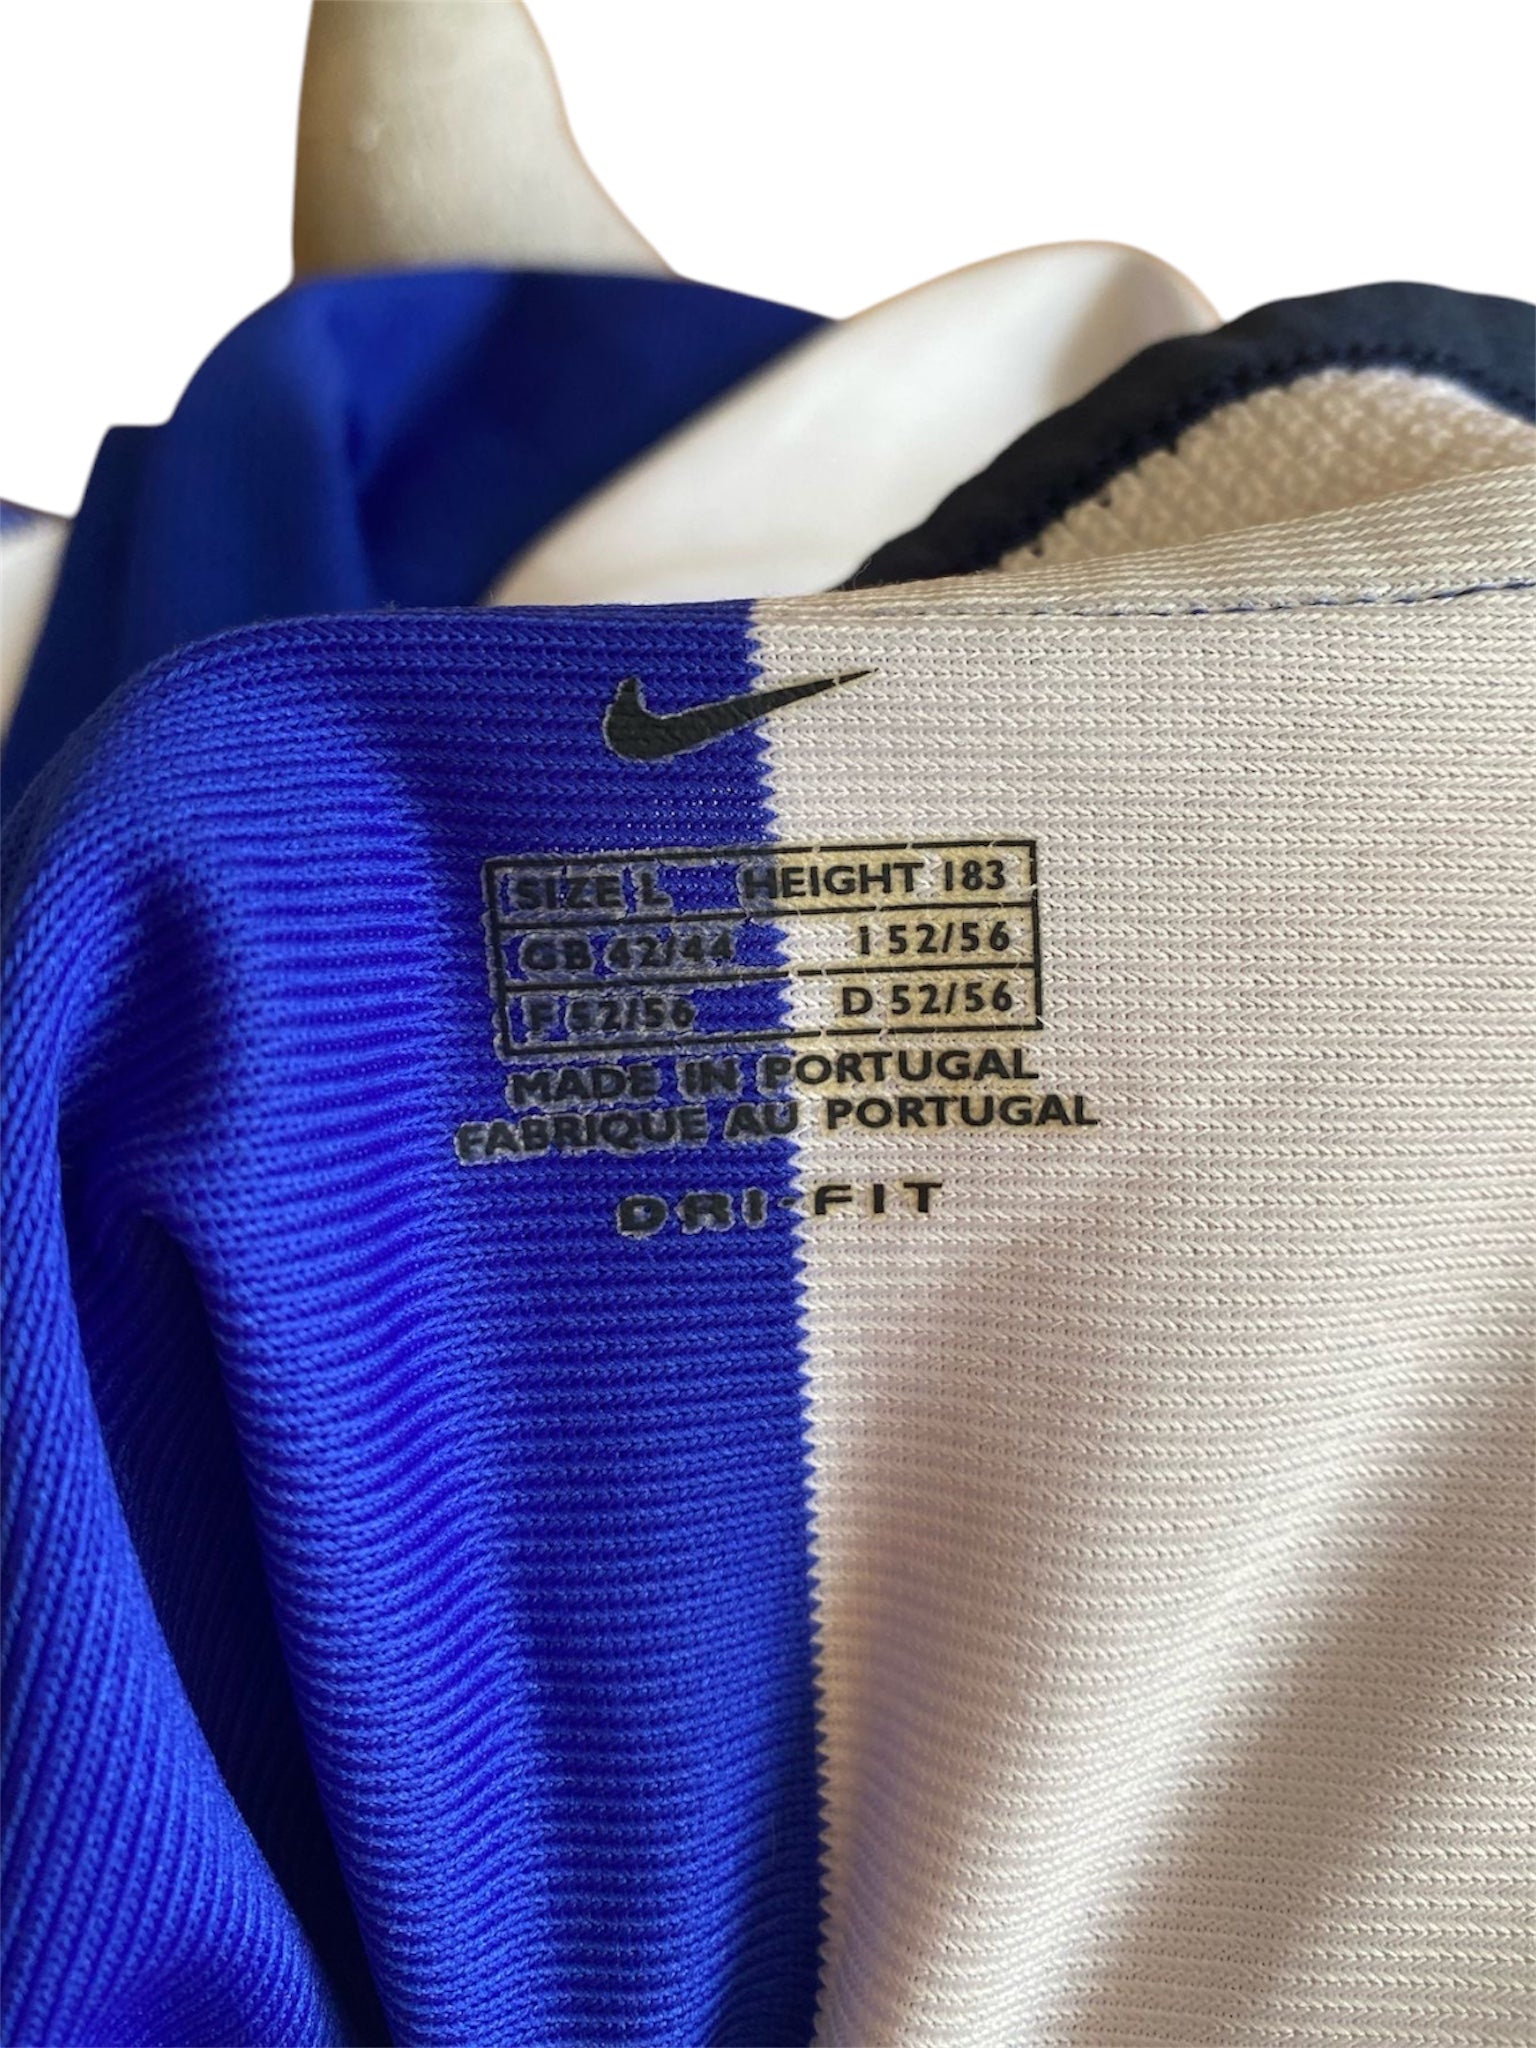 SIZE L HEIGHT 183
GB 42/44 I 52/56
F 52/56 D 52/56
MADE IN PORTUGAL
FABRIQUE AU PORTUGAL
DRI-FIT